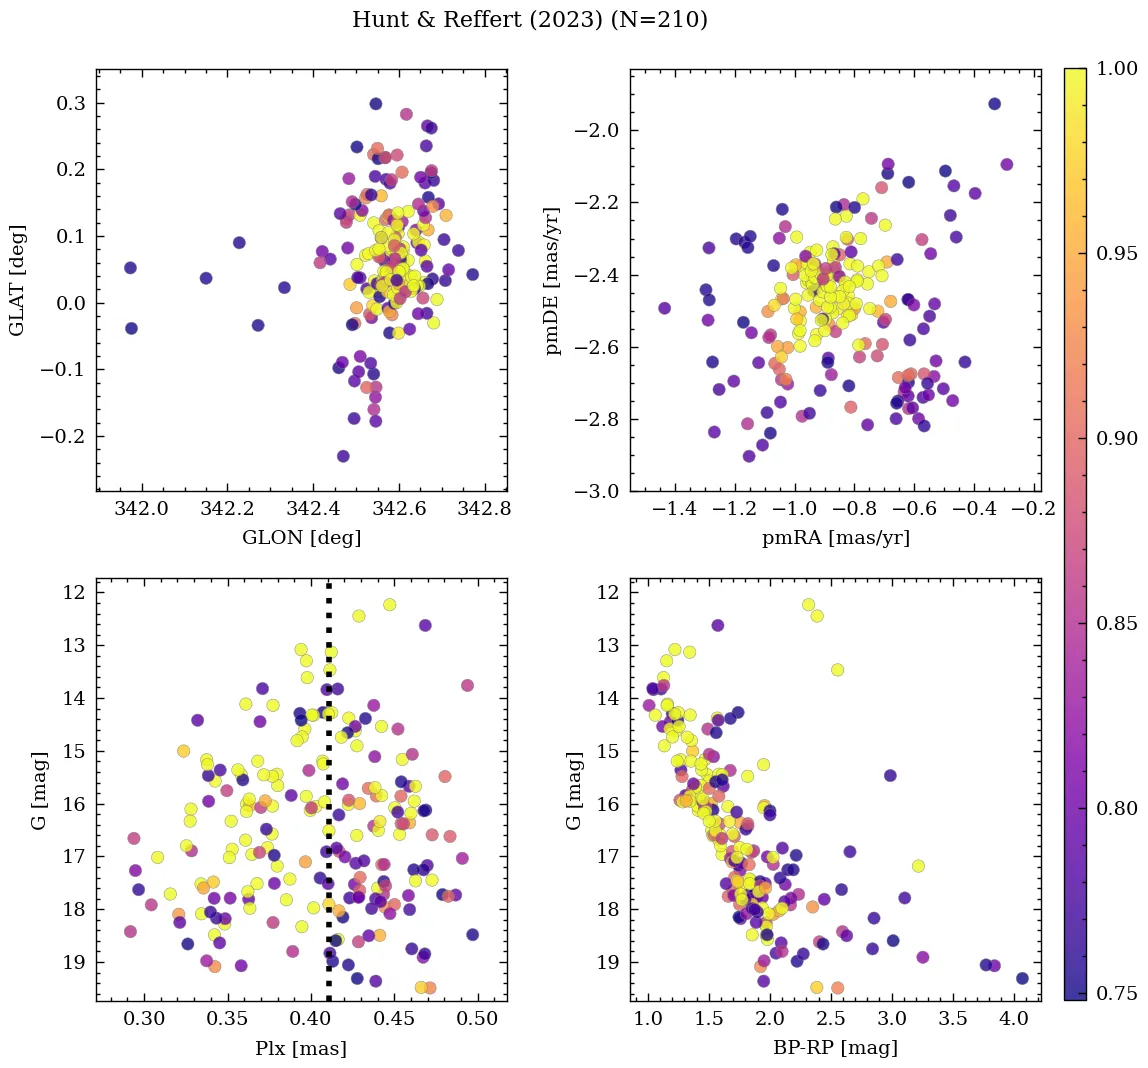 Hunt & Reffert (2023) (N=210)
0.3
0.2
0.1
0.0
−0.1
−0.2
GLAT [deg]
342.0 342.2 342.4 342.6 342.8
GLON [deg]
−2.0
−2.2
−2.4
−2.6
−2.8
−3.0
pmDE [mas/yr]
−1.4 −1.2 −1.0 −0.8 −0.6 −0.4 −0.2
pmRA [mas/yr]
12
13
14
15
16
17
18
19
G [mag]
0.30 0.35 0.40 0.45 0.50
Plx [mas]
12
13
14
15
16
17
18
19
G [mag]
1.0 1.5 2.0 2.5 3.0 3.5 4.0
BP-RP [mag]
1.00
0.95
0.90
0.85
0.80
0.75